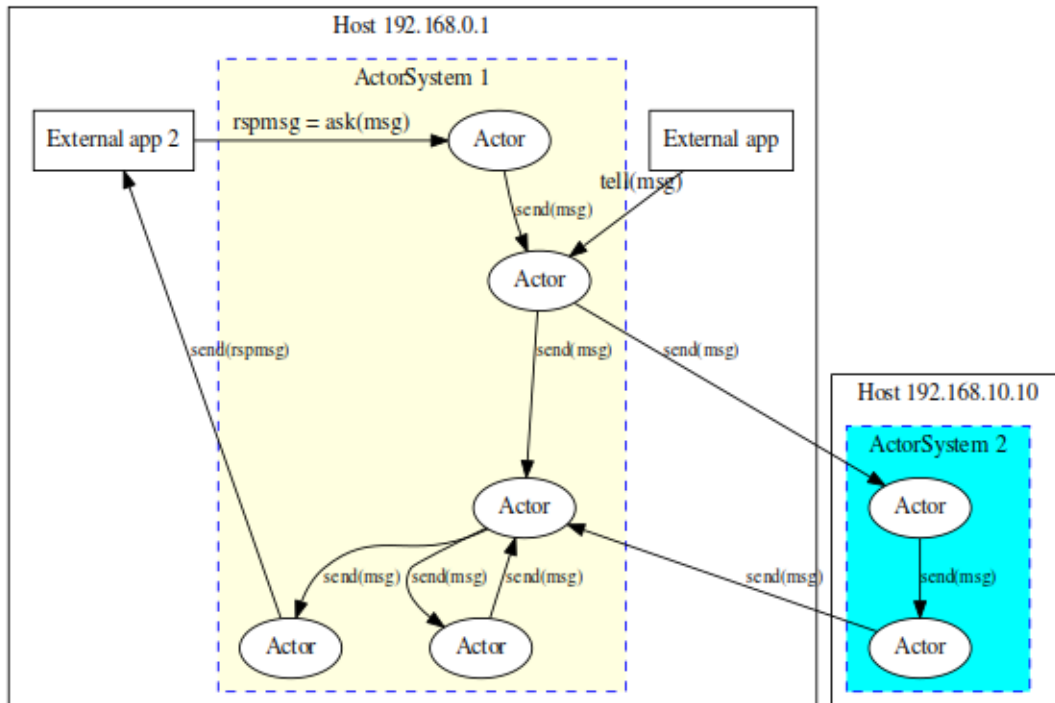 Host 192.168.0.1
ActorSystem 1
External app 2
rspmsg = ask(msg)
Actor
External app
tell(msg)
send(msg)
Actor
send(rspmsg)
send(msg)
send(msg)
Host 192.168.10.10
ActorSystem 2
Actor
Actor
send(msg)
send(msg)
send(msg)
send(msg)
send(msg)
Actor
Actor
Actor